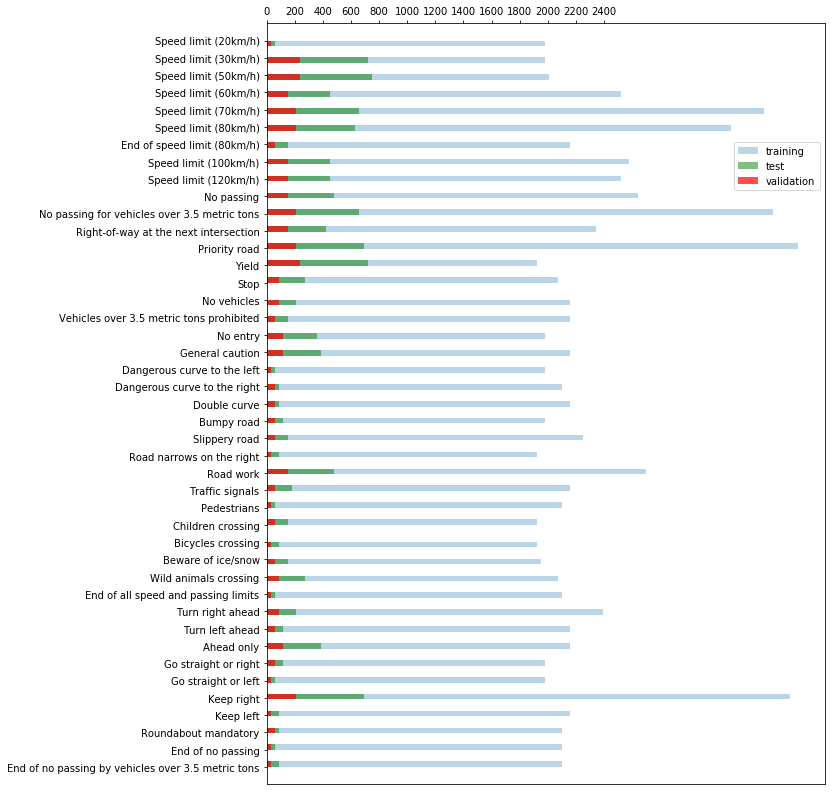 0 200 400 600 800 1000 1200 1400 1600 1800 2000 2200 2400
Speed limit (20km/h)
Speed limit (30km/h)
Speed limit (50km/h)
Speed limit (60km/h)
Speed limit (70km/h)
Speed limit (80km/h)
End of speed limit (80km/h)
Speed limit (100km/h)
Speed limit (120km/h)
No passing
No passing for vehicles over 3.5 metric tons
Right-of-way at the next intersection
Priority road
Yield
Stop
No vehicles
Vehicles over 3.5 metric tons prohibited
No entry
General caution
Dangerous curve to the left
Dangerous curve to the right
Double curve
Bumpy road
Slippery road
Road narrows on the right
Road work
Traffic signals
Pedestrians
Children crossing
Bicycles crossing
Beware of ice/snow
Wild animals crossing
End of all speed and passing limits
Turn right ahead
Turn left ahead
Ahead only
Go straight or right
Go straight or left
Keep right
Keep left
Roundabout mandatory
End of no passing
End of no passing by vehicles over 3.5 metric tons
training
test
validation